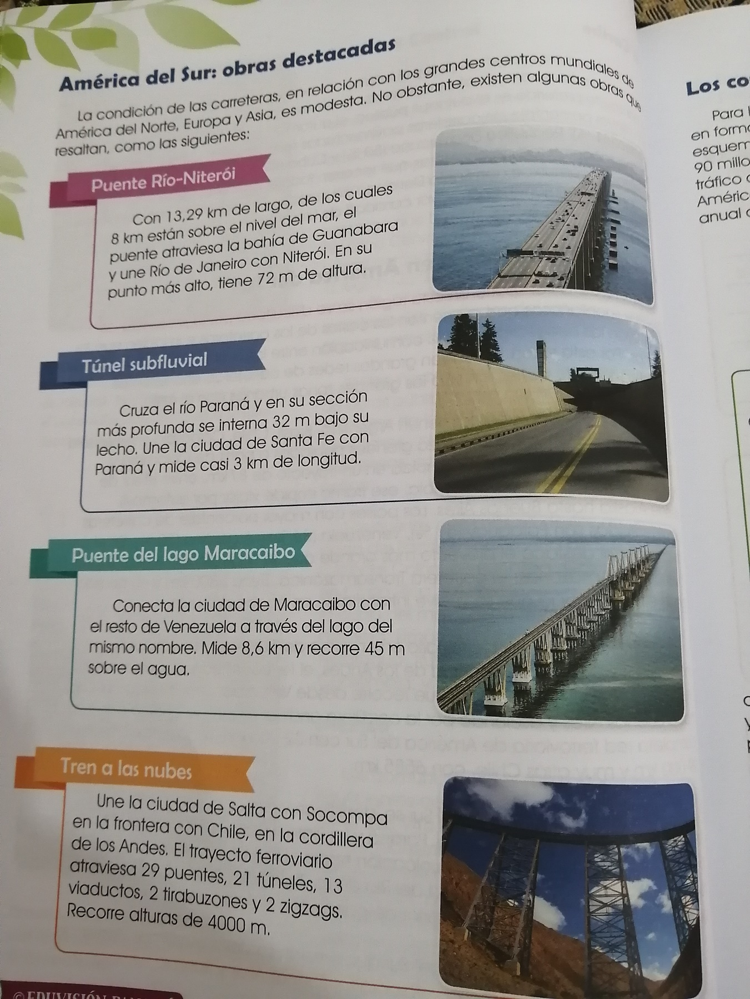 América del Sur: obras destacadas
La condición de las carreteras, en relación con los grandes centros mundiales de
América del Norte, Europa y Asia, es modesta. No obstante, existen algunas obras que
resaltan, como las siguientes:
Puente Río-Niterói
Con 13,29 km de largo, de los cuales
8 km están sobre el nivel del mar, el
puente atraviesa la bahía de Guanabara
y une Río de Janeiro con Niterói. En su
punto más alto, tiene 72 m de altura.
Túnel subfluvial
Cruza el río Paraná y en su sección
más profunda se interna 32 m bajo su
lecho. Une la ciudad de Santa Fe con
Paraná y mide casi 3 km de longitud.
Puente del lago Maracaibo
Conecta la ciudad de Maracaibo con
el resto de Venezuela a través del lago del
mismo nombre. Mide 8,6 km y recorre 45 m
sobre el agua.
Tren a las nubes
Une la ciudad de Salta con Socompa
en la frontera con Chile, en la cordillera
de los Andes. El trayecto ferroviario
atraviesa 29 puentes, 21 túneles, 13
viaductos, 2 tirabuzones y 2 zigzags.
Recorre alturas de 4000 m.
© EDUVISIÓN
Los
Para
en
90
tráfico
anual